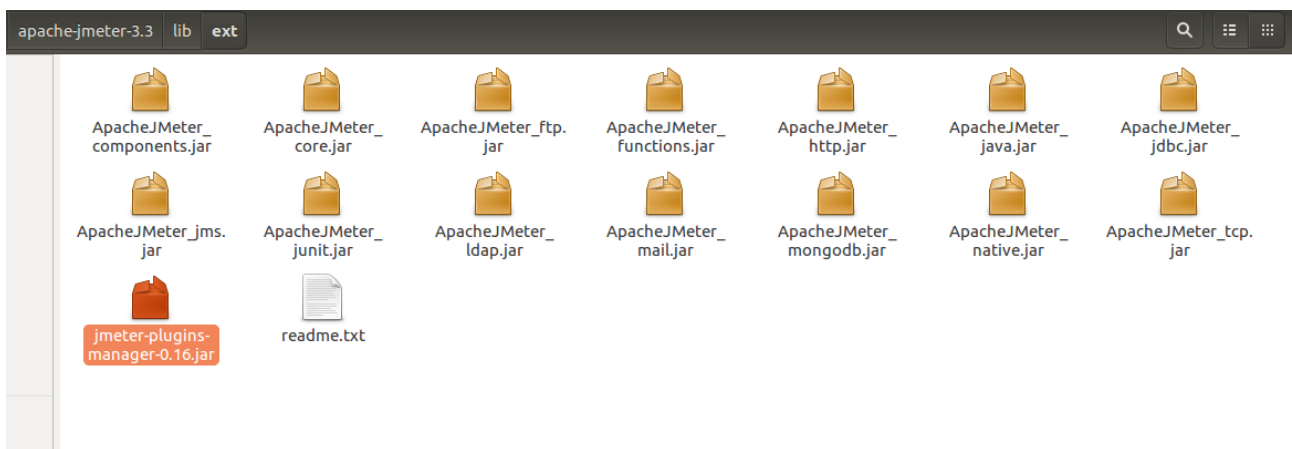 apache-jmeter-3.3 lib ext
ApacheJMeter_ ApacheJMeter_ ApacheJMeter_ftp. ApacheJMeter_ ApacheJMeter_ ApacheJMeter_ ApacheJMeter_
components.jar core.jar jar functions.jar http.jar java.jar jdbc.jar
ApacheJMeter_jms. ApacheJMeter_ ApacheJMeter_ ApacheJMeter_ ApacheJMeter_ ApacheJMeter_ ApacheJMeter_tcp.
jar junit.jar ldap.jar mail.jar mongodb.jar native.jar jar
jmeter-plugins- readme.txt
manager-0.16.jar